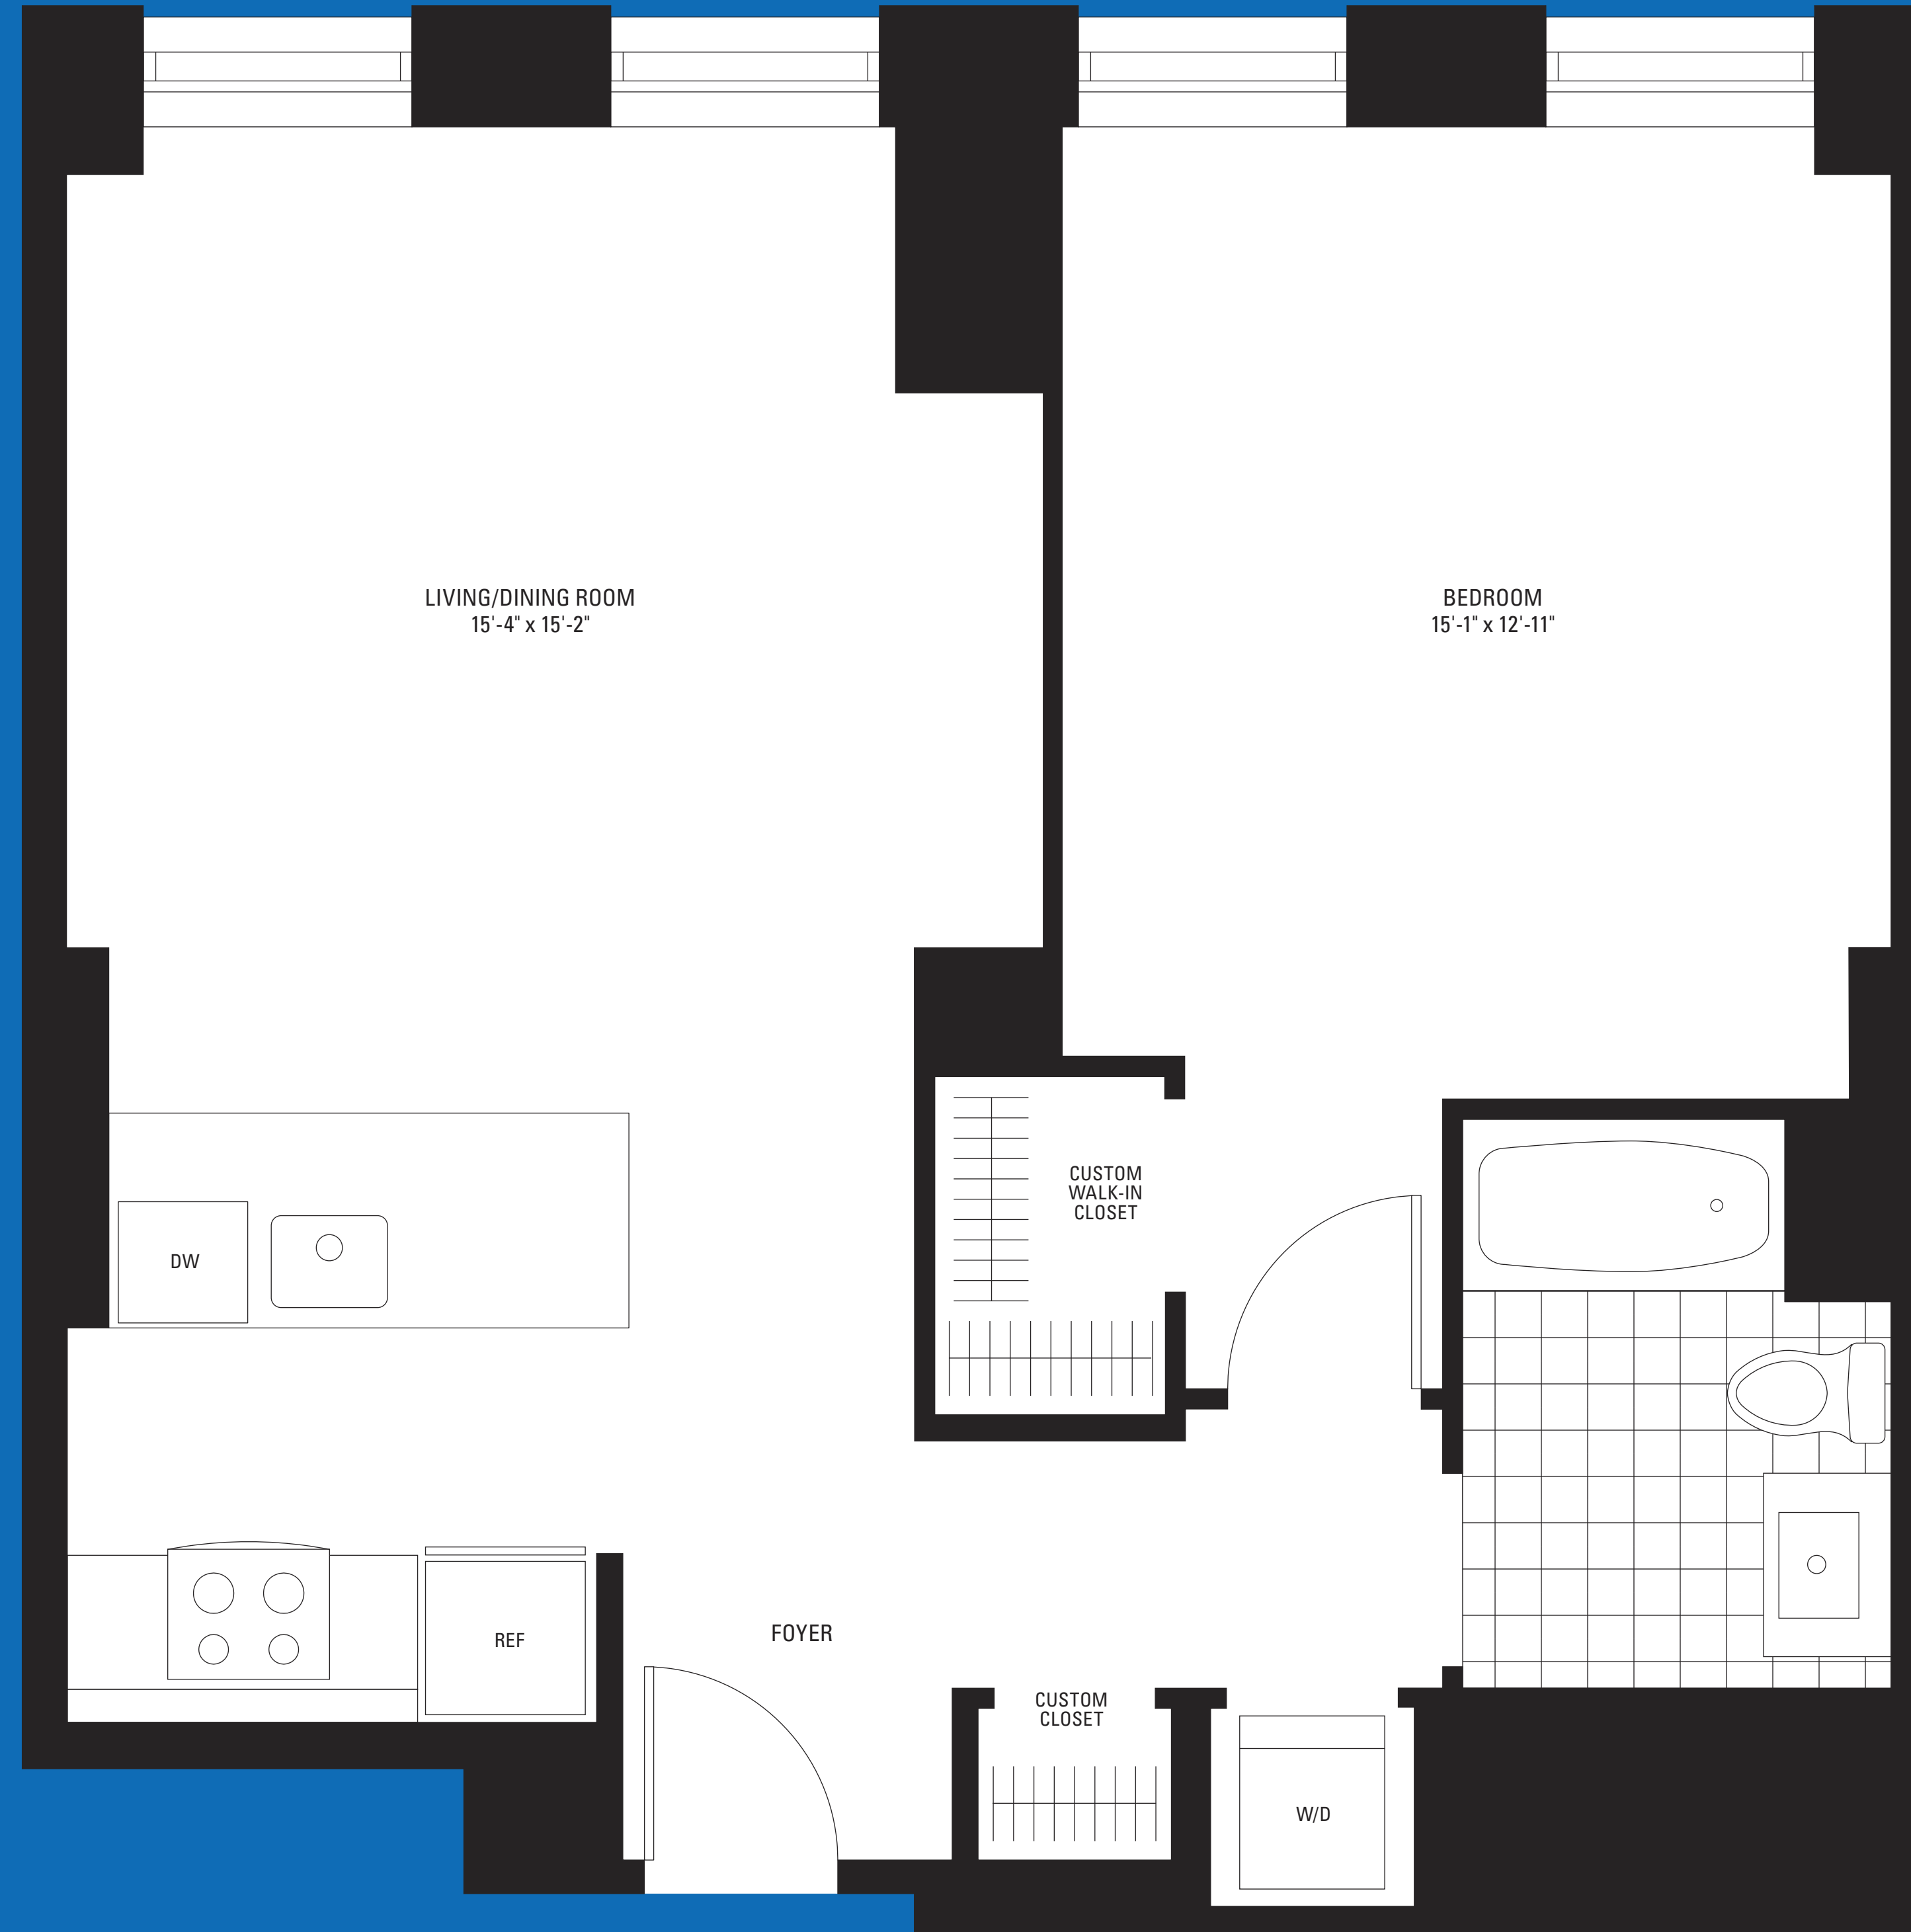 LIVING/DINING ROOM
15'-4" x 15'-2"
BEDROOM
15'-1" x 12'-11"
CUSTOM
WALK-IN
CLOSET
DW
REF
FOYER
CUSTOM
CLOSET
W/D